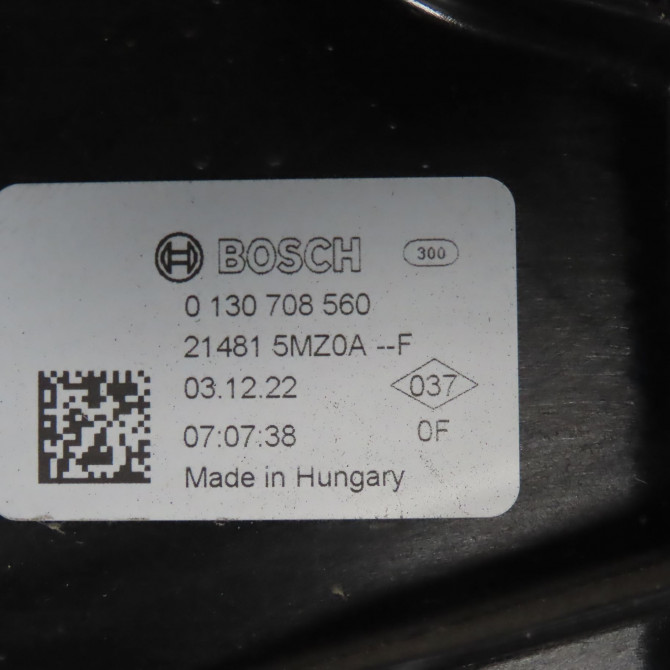 BOSCH 300
0 130 708 560
21481 5MZ0A --F
03.12.22 037
07:07:38 0F
Made in Hungary